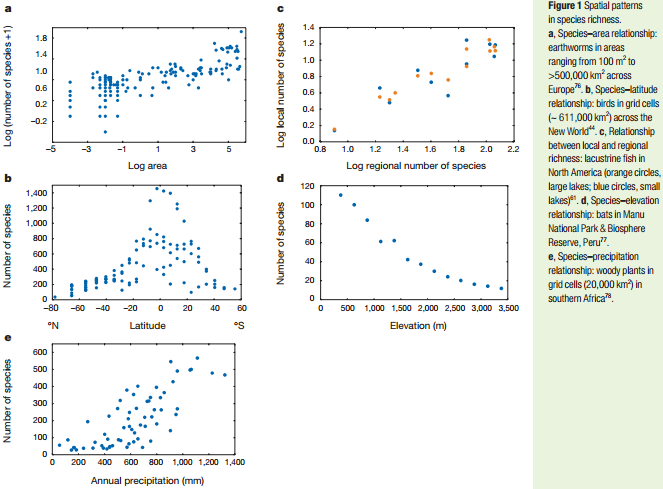 a
Log (number of species +1)
1.8
1.4
1.0
0.6
0.2
−0.2
−5
−3
−1
1
3
5
Log area
b
Number of species
1,400
1,200
1,000
800
600
400
200
0
−80
−60
−40
−20
0
20
40
60
°N
Latitude
°S
c
Log local number of species
1.4
1.2
1.0
0.8
0.6
0.4
0.2
0.0
0.8
1.0
1.2
1.4
1.6
1.8
2.0
2.2
Log regional number of species
d
Number of species
120
100
80
60
40
20
0
0
500
1,000
1,500
2,000
2,500
3,000
3,500
Elevation (m)
e
Number of species
600
500
400
300
200
100
0
0
200
400
600
800
1,000
1,200
1,400
Annual precipitation (mm)
Figure 1 Spatial patterns
in species richness.
a, Species–area relationship:
earthworms in areas
ranging from 100 m² to
>500,000 km² across
Europe⁷⁶. b, Species–latitude
relationship: birds in grid cells
(~ 611,000 km²) across the
New World⁴⁴. c, Relationship
between local and regional
richness: lacustrine fish in
North America (orange circles,
large lakes; blue circles, small
lakes)⁶¹. d, Species–elevation
relationship: bats in Manu
National Park & Biosphere
Reserve, Peru⁷⁷.
e, Species–precipitation
relationship: woody plants in
grid cells (20,000 km²) in
southern Africa⁷⁸.